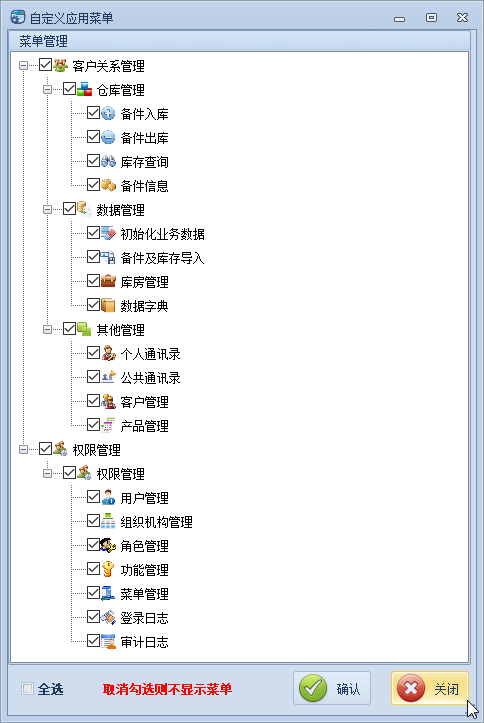 自定义应用菜单
菜单管理
客户关系管理
仓库管理
备件入库
备件出库
库存查询
备件信息
数据管理
初始化业务数据
备件及库存导入
库房管理
数据字典
其他管理
个人通讯录
公共通讯录
客户管理
产品管理
权限管理
权限管理
用户管理
组织机构管理
角色管理
功能管理
菜单管理
登录日志
审计日志
全选 取消勾选则不显示菜单 确认 关闭